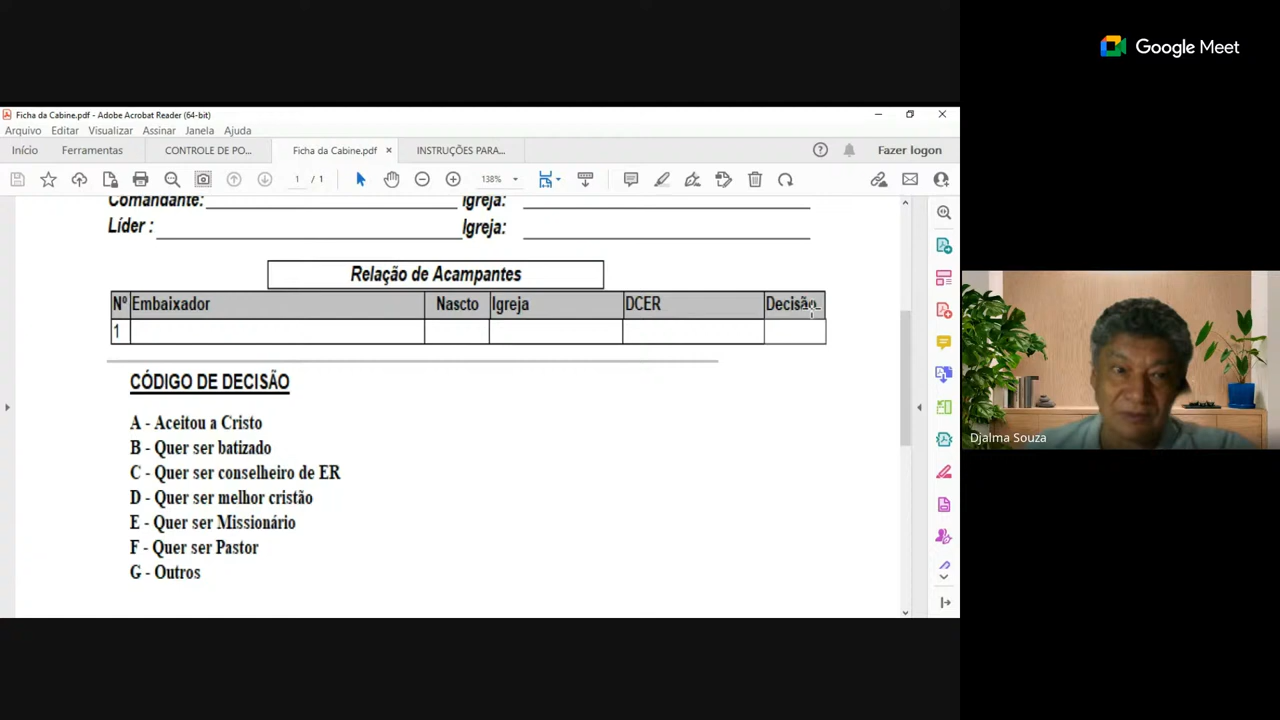 Google Meet
Ficha da Cabine.pdf - Adobe Acrobat Reader (64-bit)
Arquivo Editar Visualizar Assinar Janela Ajuda
Início Ferramentas CONTROLE DE PO... Ficha da Cabine.pdf × INSTRUÇÕES PARA... Fazer logon
1 / 1 138%
Comandante: Igreja:
Líder : Igreja:
Relação de Acampantes
Nº Embaixador Nascto Igreja DCER Decisão
1
CÓDIGO DE DECISÃO
A - Aceitou a Cristo
B - Quer ser batizado
C - Quer ser conselheiro de ER
D - Quer ser melhor cristão
E - Quer ser Missionário
F - Quer ser Pastor
G - Outros
Djalma Souza